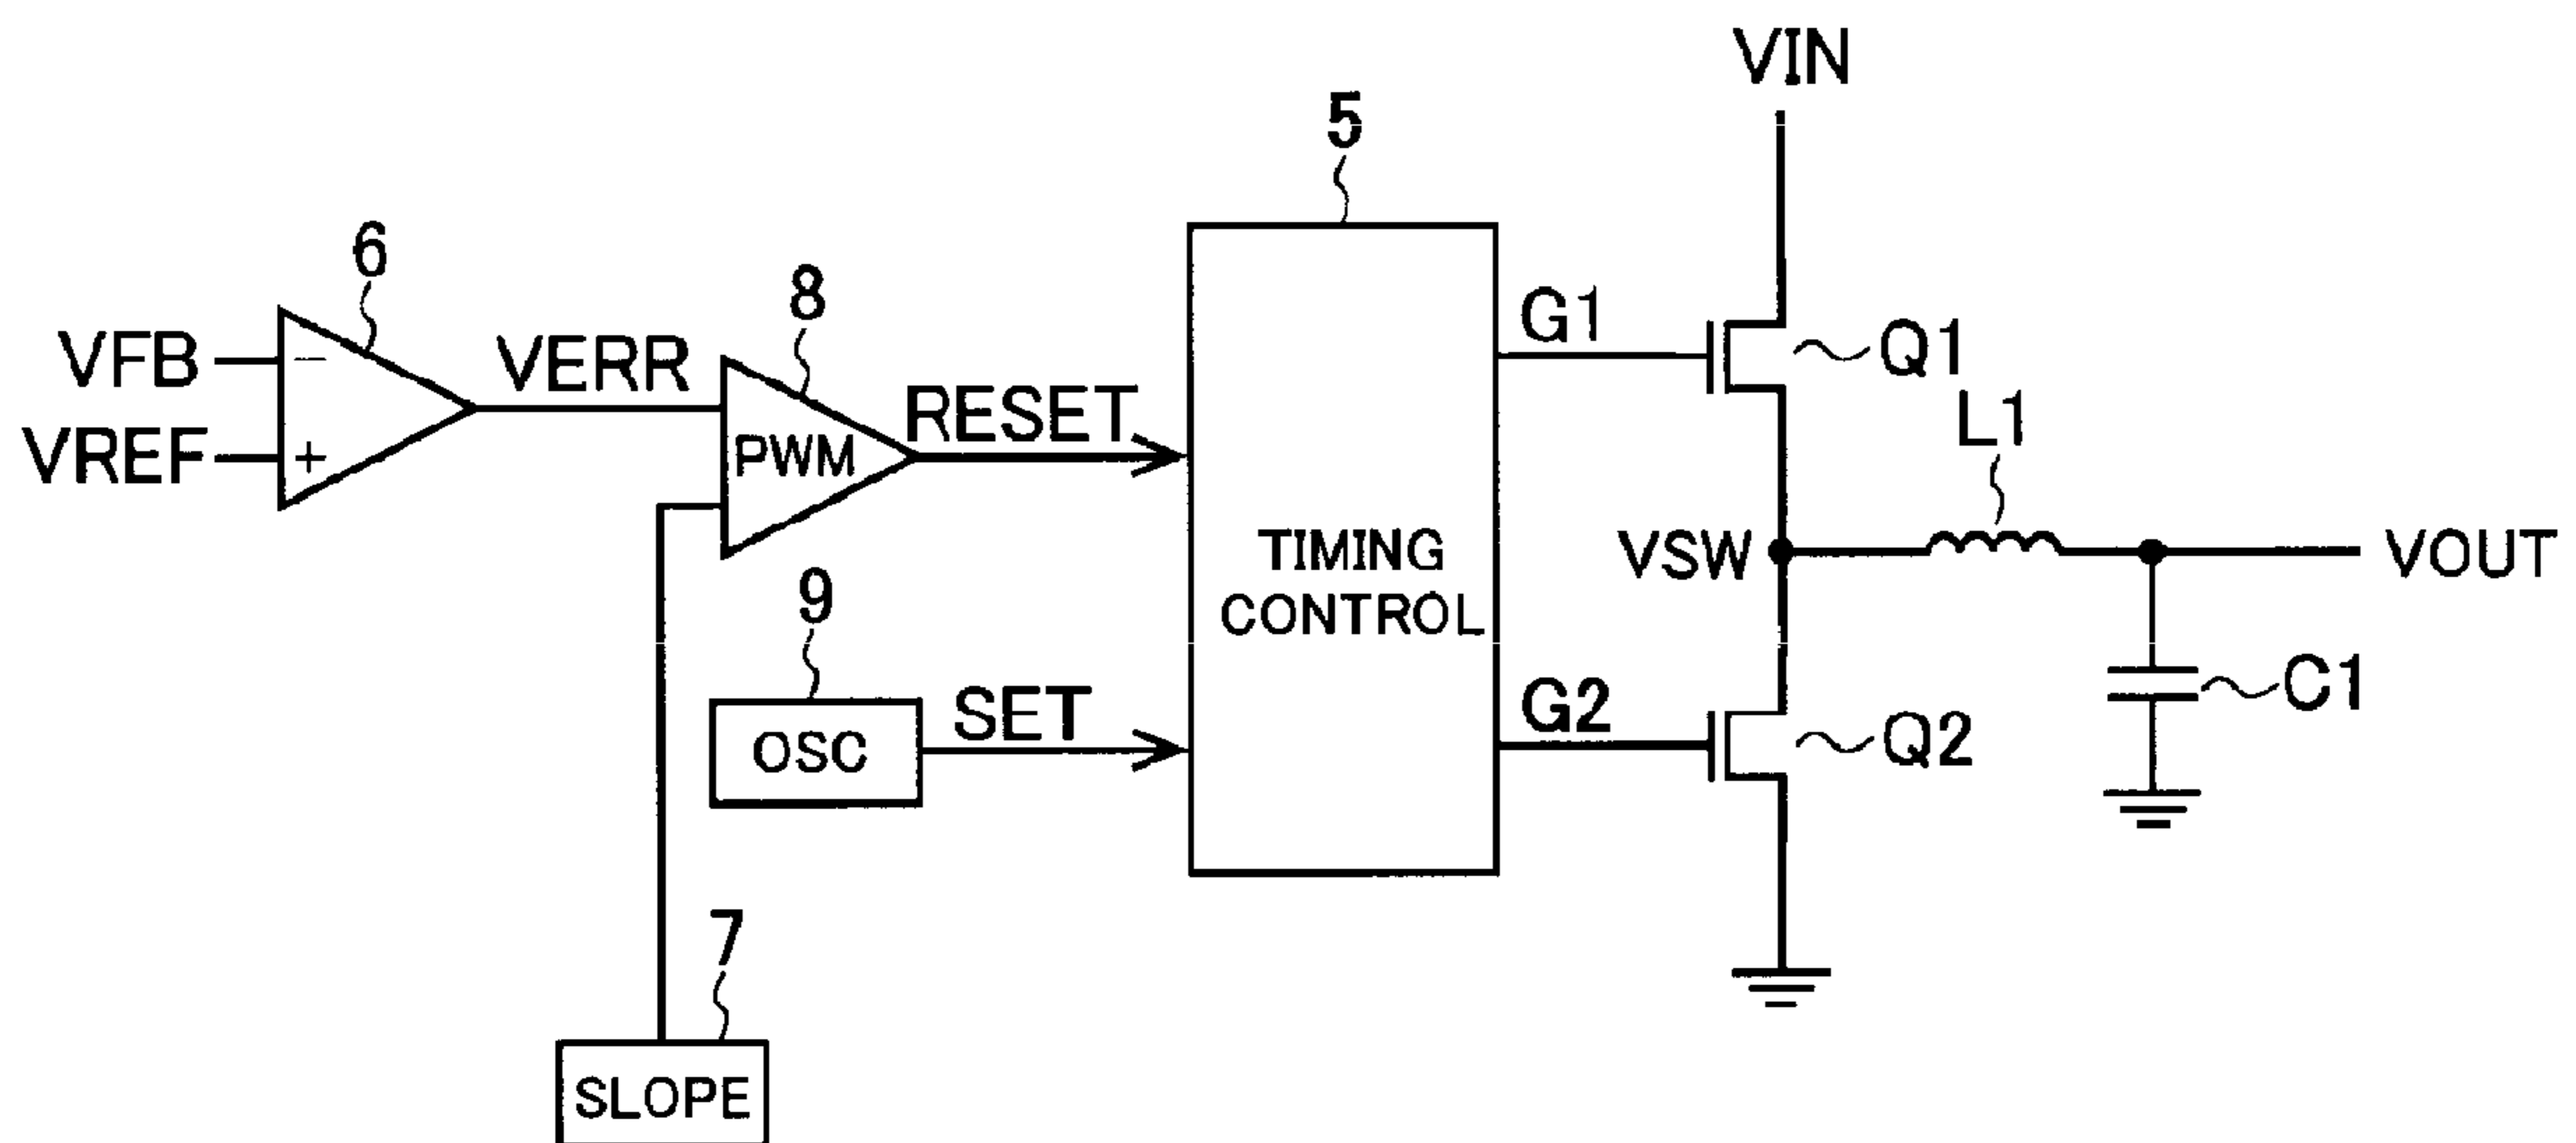 VIN
5
6
8
G1
Q1
VFB
−
VERR
RESET
L1
VREF
+
PWM
VSW
VOUT
TIMING
CONTROL
9
SET
G2
C1
OSC
Q2
7
SLOPE